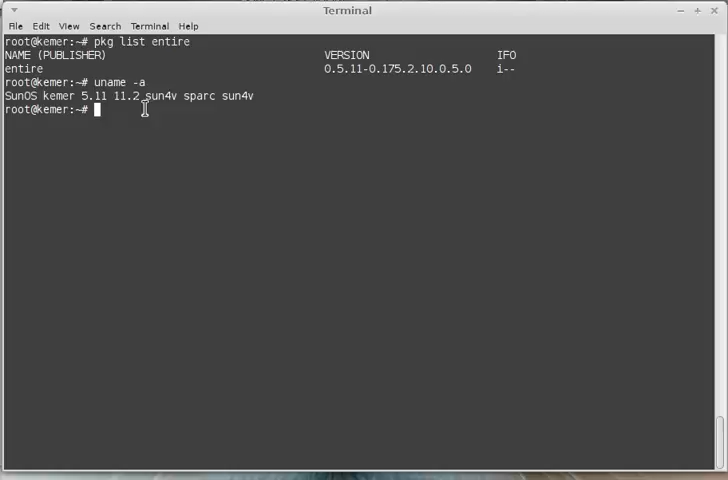 Terminal
File Edit View Search Terminal Help
root@kemer:~# pkg list entire
NAME (PUBLISHER) VERSION IFO
entire 0.5.11-0.175.2.10.0.5.0 i--
root@kemer:~# uname -a
SunOS kemer 5.11 11.2 sun4v sparc sun4v
root@kemer:~#